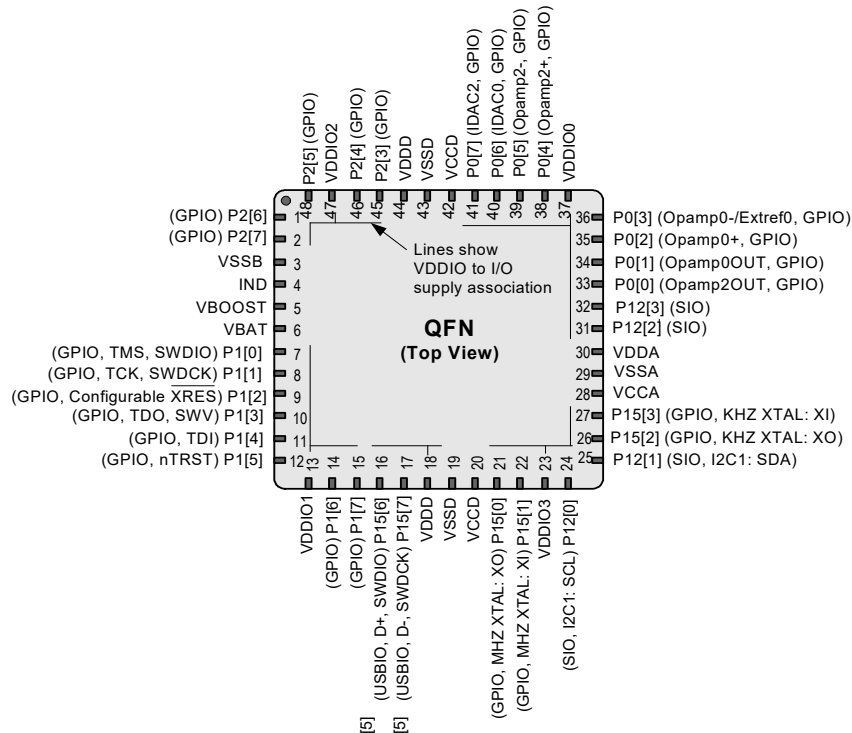 P2[5] (GPIO)
VDDIO2
P2[4] (GPIO)
P2[3] (GPIO)
VDDD
VSSD
VCCD
P0[7] (IDAC2, GPIO)
P0[6] (IDAC0, GPIO)
P0[5] (Opamp2-, GPIO)
P0[4] (Opamp2+, GPIO)
VDDIO0
48
47
46
45
44
43
42
41
40
39
38
37
(GPIO) P2[6] 1
(GPIO) P2[7] 2
VSSB 3
IND 4
VBOOST 5
VBAT 6
(GPIO, TMS, SWDIO) P1[0] 7
(GPIO, TCK, SWDCK) P1[1] 8
(GPIO, Configurable XRES) P1[2] 9
(GPIO, TDO, SWV) P1[3] 10
(GPIO, TDI) P1[4] 11
(GPIO, nTRST) P1[5] 12
Lines show
VDDIO to I/O
supply association
QFN
(Top View)
36 P0[3] (Opamp0-/Extref0, GPIO)
35 P0[2] (Opamp0+, GPIO)
34 P0[1] (Opamp0OUT, GPIO)
33 P0[0] (Opamp2OUT, GPIO)
32 P12[3] (SIO)
31 P12[2] (SIO)
30 VDDA
29 VSSA
28 VCCA
27 P15[3] (GPIO, KHZ XTAL: XI)
26 P15[2] (GPIO, KHZ XTAL: XO)
25 P12[1] (SIO, I2C1: SDA)
13
14
15
16
17
18
19
20
21
22
23
24
VDDIO1
(GPIO) P1[6]
(GPIO) P1[7]
[5] (USBIO, D+, SWDIO) P15[6]
[5] (USBIO, D-, SWDCK) P15[7]
VDDD
VSSD
VCCD
(GPIO, MHZ XTAL: XO) P15[0]
(GPIO, MHZ XTAL: XI) P15[1]
VDDIO3
(SIO, I2C1: SCL) P12[0]